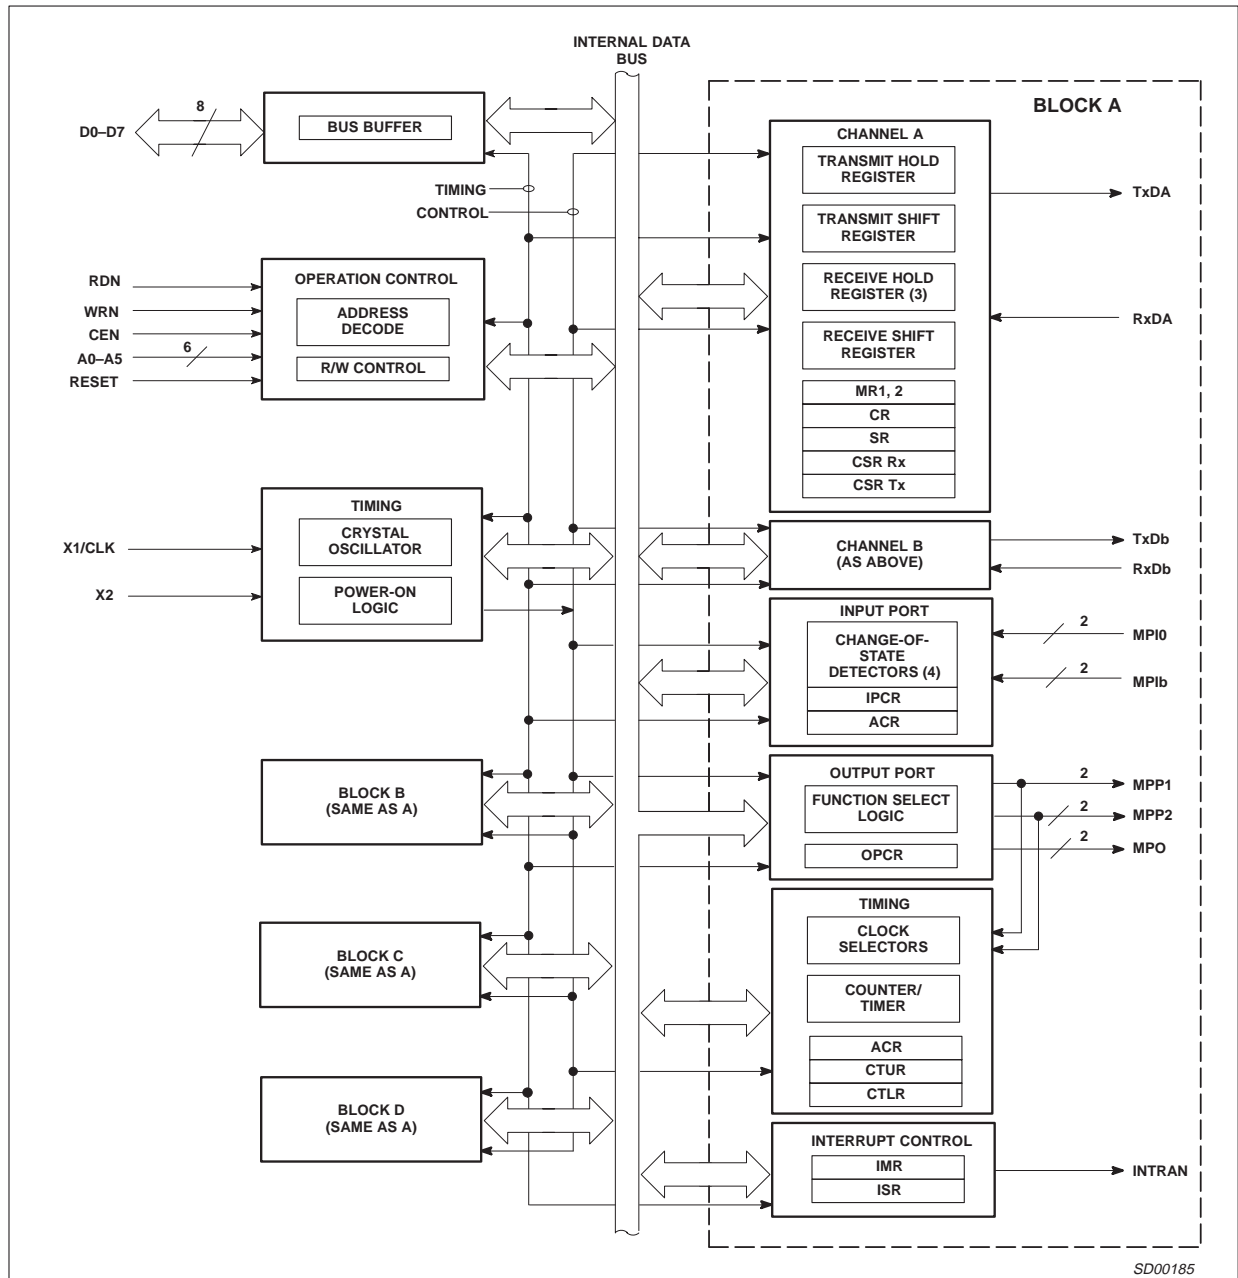 INTERNAL DATA
BUS
BLOCK A
D0–D7
8
BUS BUFFER
TIMING
CONTROL
CHANNEL A
TRANSMIT HOLD
REGISTER
TRANSMIT SHIFT
REGISTER
RECEIVE HOLD
REGISTER (3)
RECEIVE SHIFT
REGISTER
MR1, 2
CR
SR
CSR Rx
CSR Tx
TxDA
RxDA
RDN
WRN
CEN
A0–A5
6
RESET
OPERATION CONTROL
ADDRESS
DECODE
R/W CONTROL
X1/CLK
X2
TIMING
CRYSTAL
OSCILLATOR
POWER-ON
LOGIC
CHANNEL B
(AS ABOVE)
TxDb
RxDb
INPUT PORT
CHANGE-OF-
STATE
DETECTORS (4)
IPCR
ACR
2
MPI0
2
MPIb
BLOCK B
(SAME AS A)
OUTPUT PORT
FUNCTION SELECT
LOGIC
OPCR
2
MPP1
2
MPP2
2
MPO
BLOCK C
(SAME AS A)
TIMING
CLOCK
SELECTORS
COUNTER/
TIMER
ACR
CTUR
CTLR
BLOCK D
(SAME AS A)
INTERRUPT CONTROL
IMR
ISR
INTRAN
SD00185